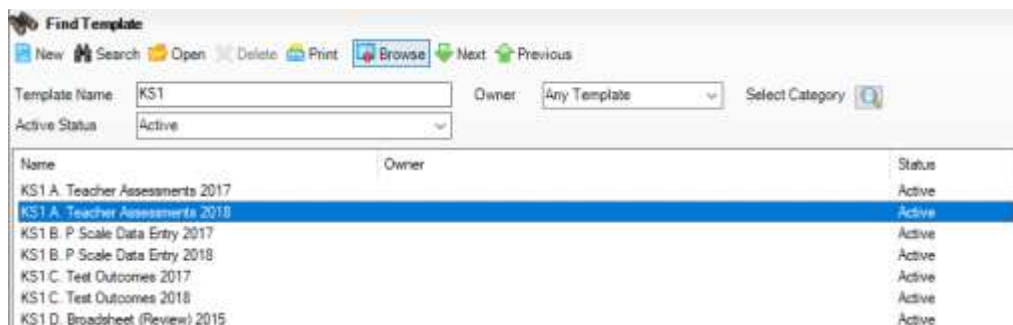 Find Template
New Search Open Delete Print Browse Next Previous
Template Name KS1 Owner Any Template Select Category
Active Status Active
Name Owner Status
KS1 A. Teacher Assessments 2017 Active
KS1 A. Teacher Assessments 2018 Active
KS1 B. P Scale Data Entry 2017 Active
KS1 B. P Scale Data Entry 2018 Active
KS1 C. Test Outcomes 2017 Active
KS1 C. Test Outcomes 2018 Active
KS1 D. Broadsheet (Review) 2015 Active